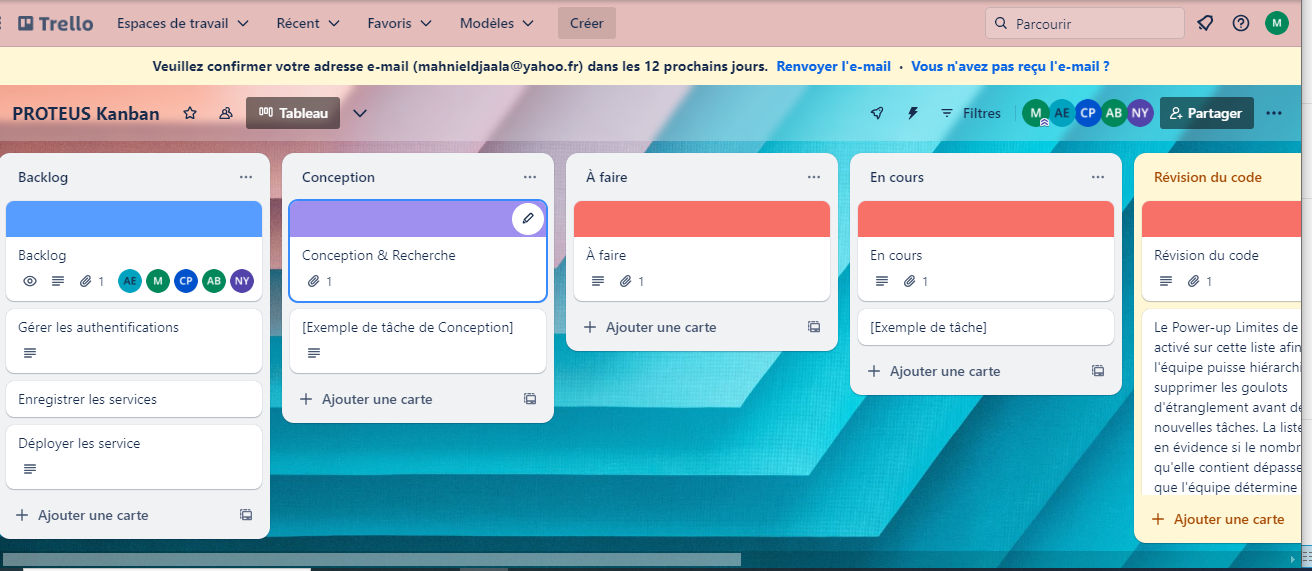 Trello
Espaces de travail
Récent
Favoris
Modèles
Créer
Parcourir
M
Veuillez confirmer votre adresse e-mail (mahnieldjaala@yahoo.fr) dans les 12 prochains jours. Renvoyer l'e-mail • Vous n'avez pas reçu l'e-mail ?
PROTEUS Kanban
Tableau
Filtres
M AE CP AB NY
Partager
Backlog
Backlog
1
AE M CP AB NY
Gérer les authentifications
Enregistrer les services
Déployer les service
Ajouter une carte
Conception
Conception & Recherche
1
[Exemple de tâche de Conception]
Ajouter une carte
À faire
À faire
1
Ajouter une carte
En cours
En cours
1
[Exemple de tâche]
Ajouter une carte
Révision du code
Révision du code
1
Le Power-up Limites de
activé sur cette liste afin
l'équipe puisse hiérarchi
supprimer les goulots
d'étranglement avant de
nouvelles tâches. La liste
en évidence si le nombr
qu'elle contient dépasse
que l'équipe détermine
Ajouter une carte